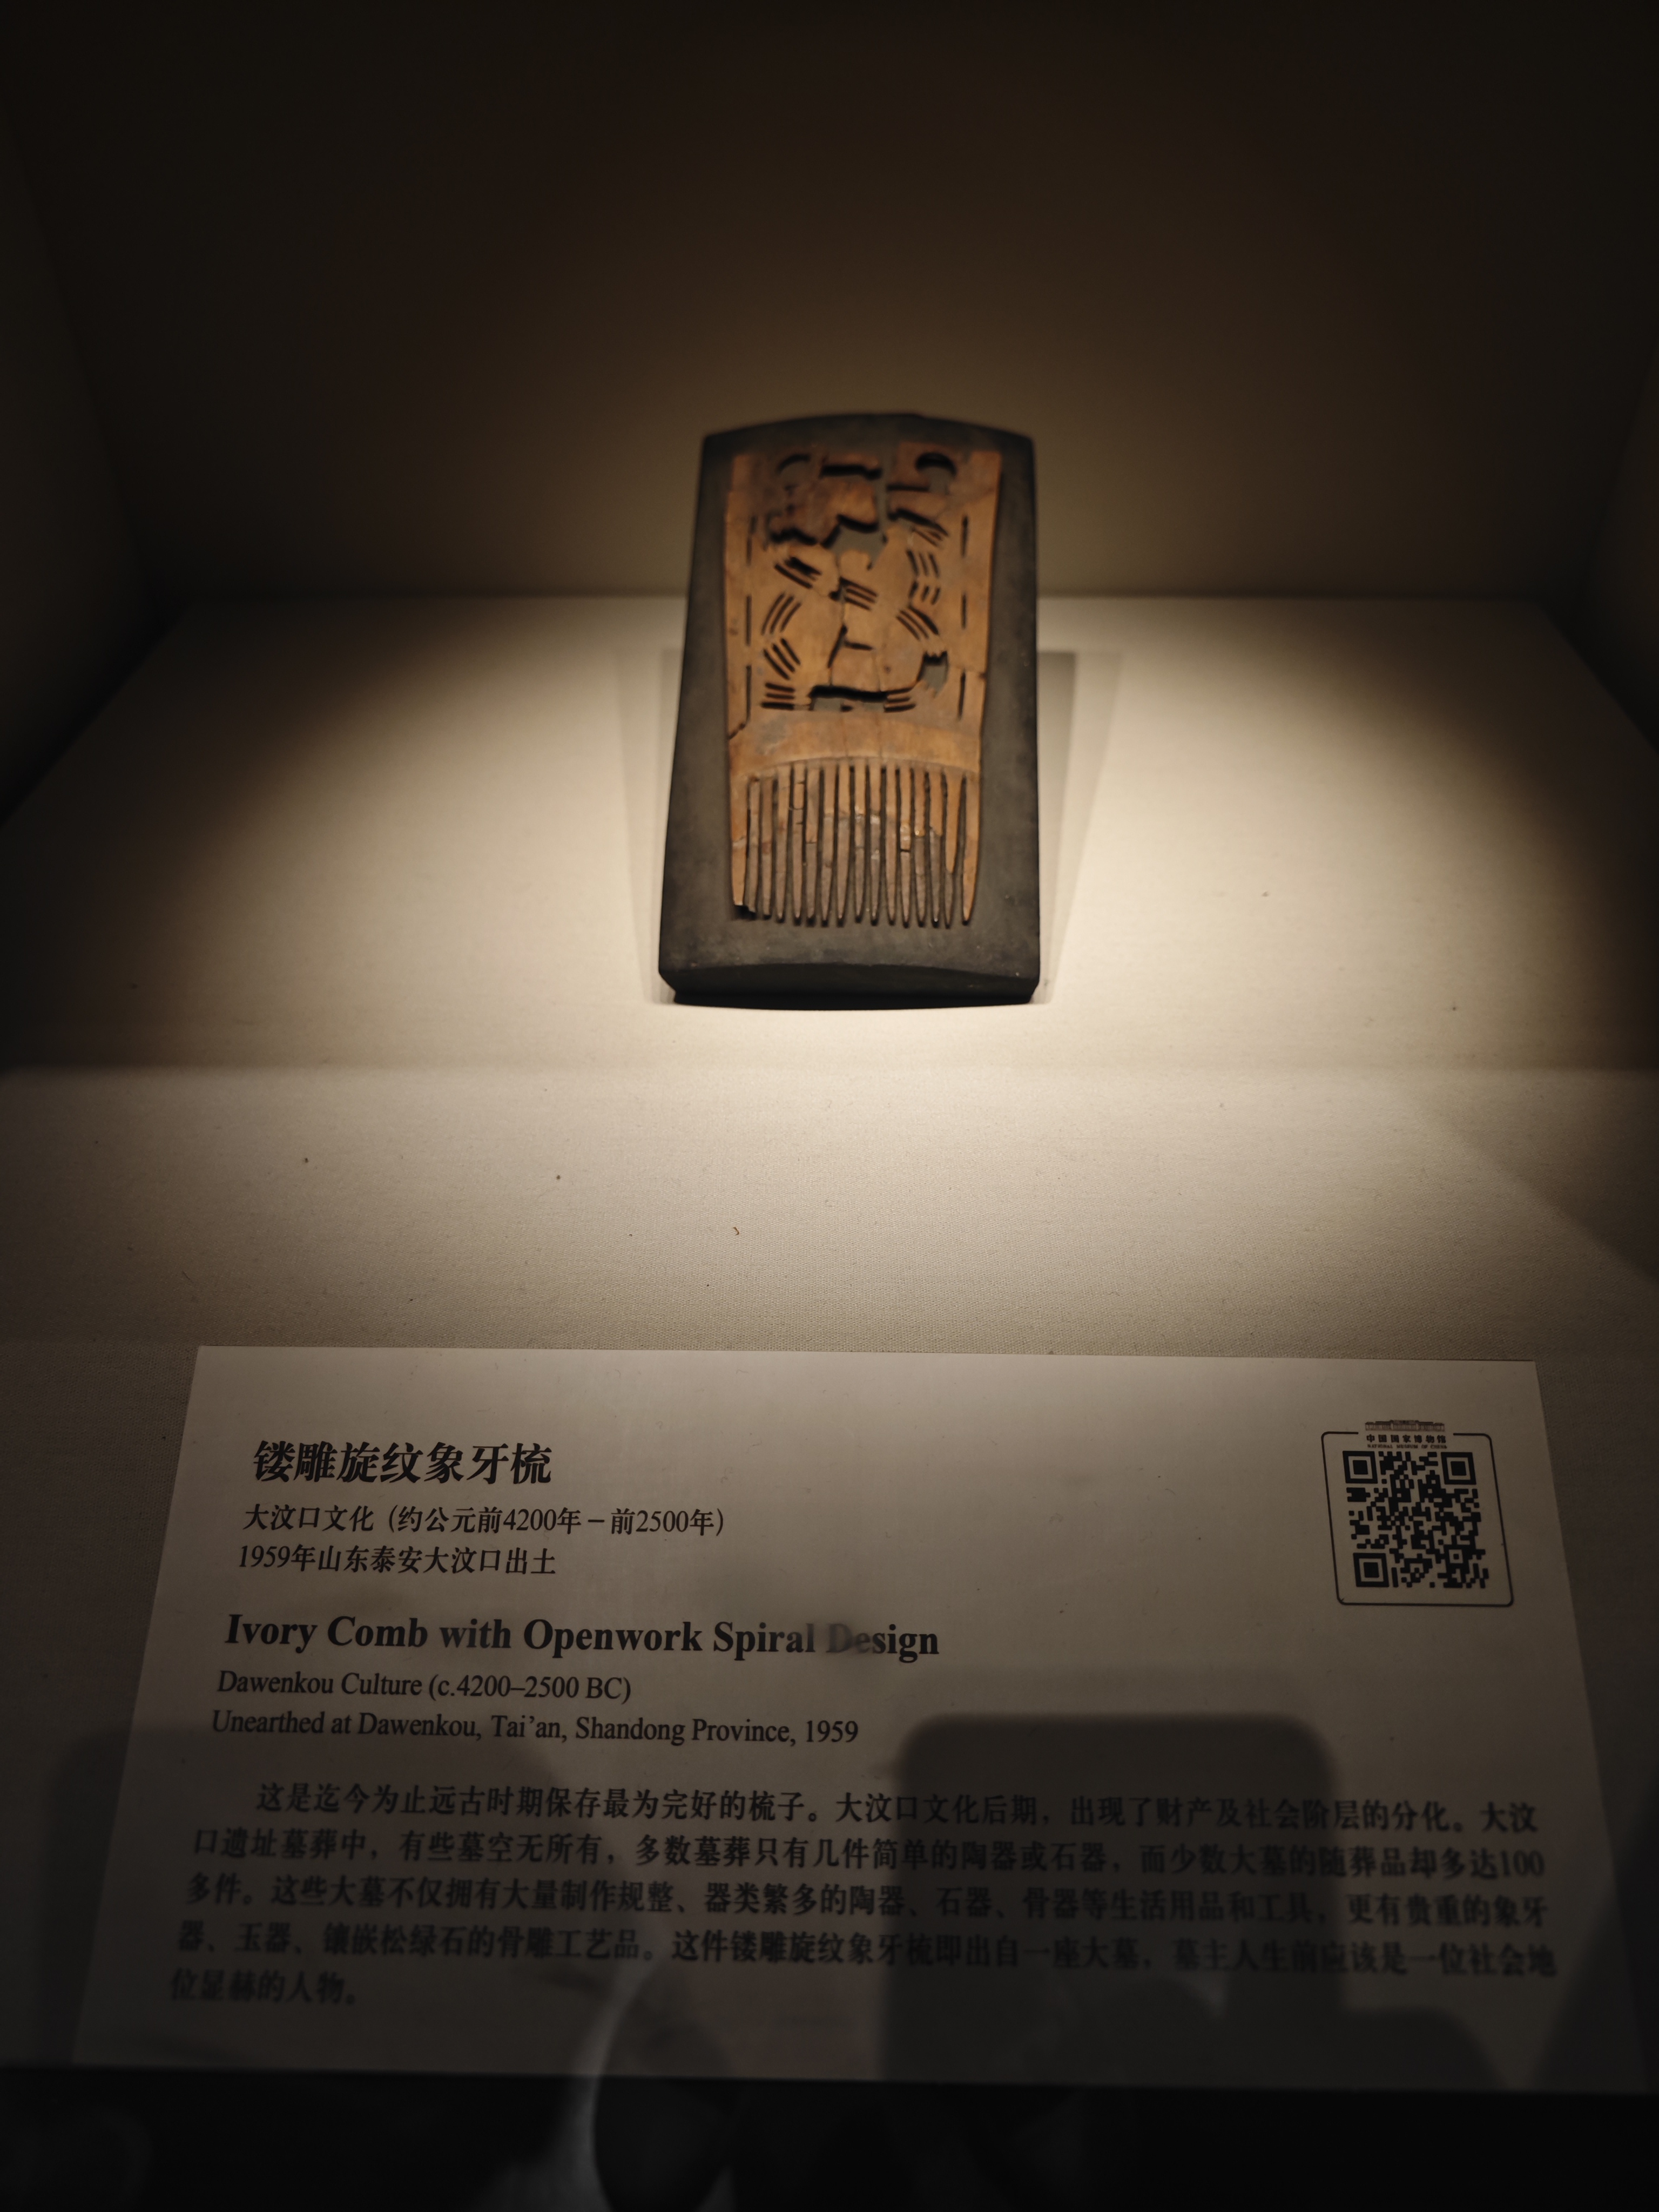 镂雕旋纹象牙梳
大汶口文化（约公元前4200年－前2500年）
1959年山东泰安大汶口出土
中国国家博物馆
NATIONAL MUSEUM OF CHINA
Ivory Comb with Openwork Spiral Design
Dawenkou Culture (c.4200–2500 BC)
Unearthed at Dawenkou, Tai’an, Shandong Province, 1959
这是迄今为止远古时期保存最为完好的梳子。大汶口文化后期，出现了财产及社会阶层的分化。大汶
口遗址墓葬中，有些墓空无所有，多数墓葬只有几件简单的陶器或石器，而少数大墓的随葬品却多达100
多件。这些大墓不仅拥有大量制作规整、器类繁多的陶器、石器、骨器等生活用品和工具，更有贵重的象牙
器、玉器、镶嵌松绿石的骨雕工艺品。这件镂雕旋纹象牙梳即出自一座大墓，墓主人生前应该是一位社会地
位显赫的人物。